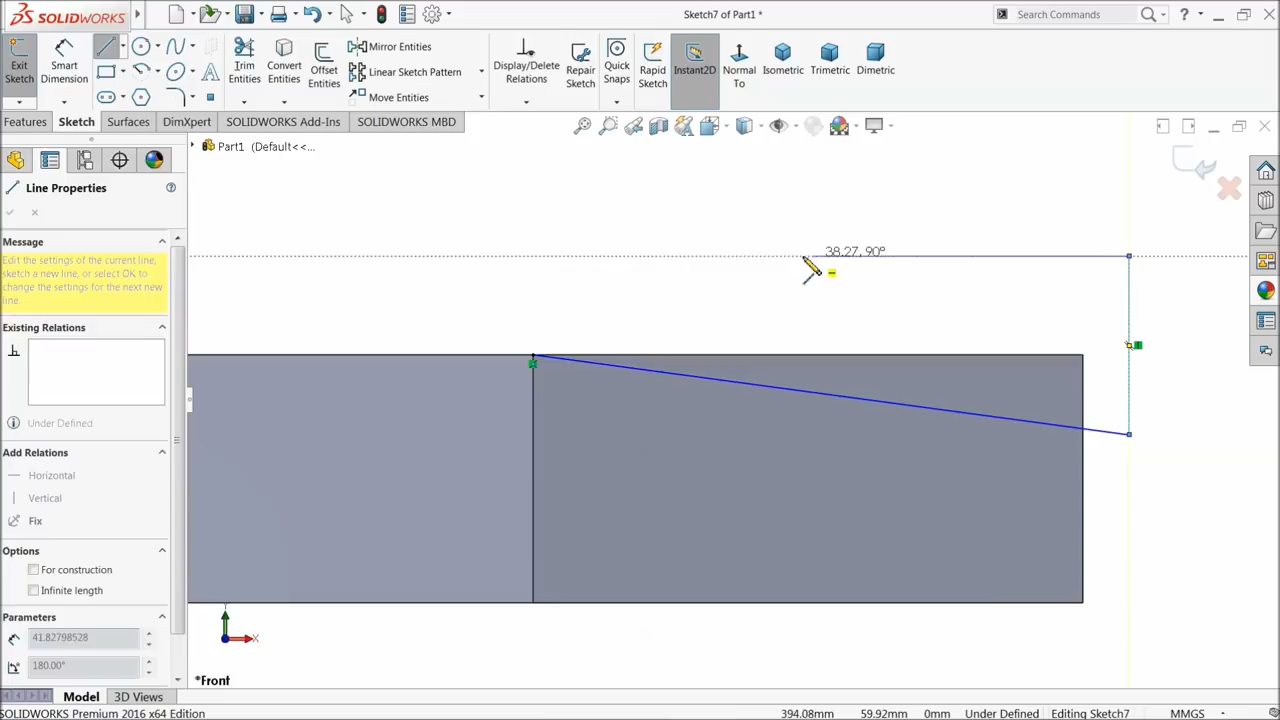 SOLIDWORKS
Sketch7 of Part1 *
Search Commands
?
Exit Sketch
Smart Dimension
Trim Entities
Convert Entities
Offset Entities
Mirror Entities
Linear Sketch Pattern
Move Entities
Display/Delete Relations
Repair Sketch
Quick Snaps
Rapid Sketch
Instant2D
Normal To
Isometric
Trimetric
Dimetric
Features
Sketch
Surfaces
DimXpert
SOLIDWORKS Add-Ins
SOLIDWORKS MBD
Part1 (Default<<...
Line Properties
Message
Edit the settings of the current line,
sketch a new line, or select OK to
change the settings for the next new
line.
Existing Relations
Under Defined
Add Relations
Horizontal
Vertical
Fix
Options
For construction
Infinite length
Parameters
41.82798528
180.00°
38.27, 90°
Y
X
*Front
Model
3D Views
SOLIDWORKS Premium 2016 x64 Edition
394.08mm
59.92mm
0mm
Under Defined
Editing Sketch7
MMGS